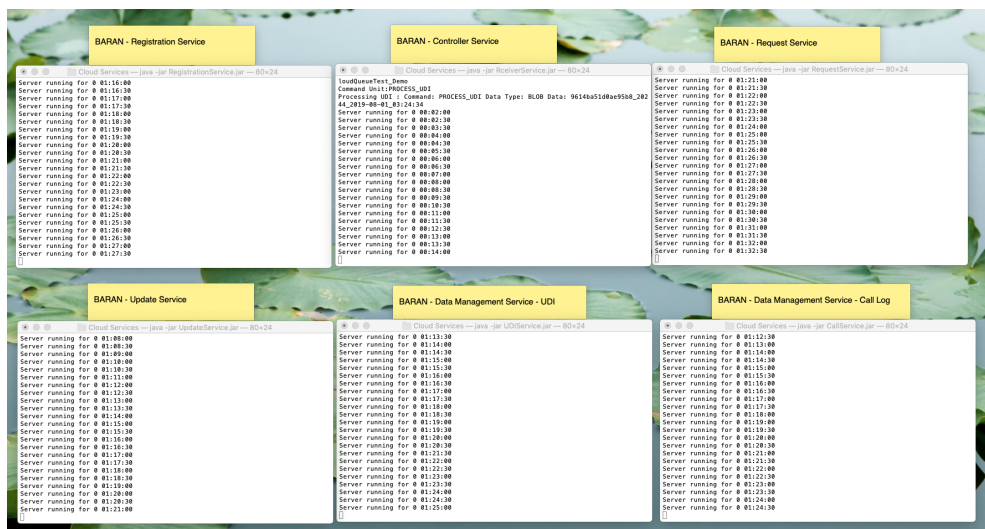 BARAN - Registration Service
Cloud Services — java -jar RegistrationService.jar — 80×24
Server running for 0 01:16:00
Server running for 0 01:16:30
Server running for 0 01:17:00
Server running for 0 01:17:30
Server running for 0 01:18:00
Server running for 0 01:18:30
Server running for 0 01:19:00
Server running for 0 01:19:30
Server running for 0 01:20:00
Server running for 0 01:20:30
Server running for 0 01:21:00
Server running for 0 01:21:30
Server running for 0 01:22:00
Server running for 0 01:22:30
Server running for 0 01:23:00
Server running for 0 01:24:00
Server running for 0 01:24:30
Server running for 0 01:25:00
Server running for 0 01:25:30
Server running for 0 01:26:00
Server running for 0 01:26:30
Server running for 0 01:27:00
Server running for 0 01:27:30
BARAN - Controller Service
Cloud Services — java -jar RceiverService.jar — 80×24
loudQueueTest_Demo
Command Unit:PROCESS_UDI
Processing UDI : Command: PROCESS_UDI Data Type: BLOB Data: 9614ba51d0ae95b8_202
44_2019-08-01_03:24:34
Server running for 0 00:02:00
Server running for 0 00:02:30
Server running for 0 00:03:30
Server running for 0 00:04:00
Server running for 0 00:04:30
Server running for 0 00:05:30
Server running for 0 00:06:00
Server running for 0 00:06:30
Server running for 0 00:07:00
Server running for 0 00:08:00
Server running for 0 00:08:30
Server running for 0 00:09:30
Server running for 0 00:10:30
Server running for 0 00:11:00
Server running for 0 00:11:30
Server running for 0 00:12:30
Server running for 0 00:13:00
Server running for 0 00:13:30
Server running for 0 00:14:00
BARAN - Request Service
Cloud Services — java -jar RequestService.jar — 80×24
Server running for 0 01:21:00
Server running for 0 01:21:30
Server running for 0 01:22:00
Server running for 0 01:22:30
Server running for 0 01:23:00
Server running for 0 01:23:30
Server running for 0 01:24:00
Server running for 0 01:25:00
Server running for 0 01:25:30
Server running for 0 01:26:00
Server running for 0 01:26:30
Server running for 0 01:27:00
Server running for 0 01:27:30
Server running for 0 01:28:00
Server running for 0 01:28:30
Server running for 0 01:29:00
Server running for 0 01:29:30
Server running for 0 01:30:00
Server running for 0 01:30:30
Server running for 0 01:31:00
Server running for 0 01:31:30
Server running for 0 01:32:00
Server running for 0 01:32:30
BARAN - Update Service
Cloud Services — java -jar UpdateService.jar — 80×24
Server running for 0 01:08:00
Server running for 0 01:08:30
Server running for 0 01:09:00
Server running for 0 01:10:00
Server running for 0 01:10:30
Server running for 0 01:11:00
Server running for 0 01:12:00
Server running for 0 01:12:30
Server running for 0 01:13:00
Server running for 0 01:13:30
Server running for 0 01:14:00
Server running for 0 01:15:00
Server running for 0 01:15:30
Server running for 0 01:16:00
Server running for 0 01:16:30
Server running for 0 01:17:00
Server running for 0 01:17:30
Server running for 0 01:18:00
Server running for 0 01:18:30
Server running for 0 01:19:00
Server running for 0 01:20:00
Server running for 0 01:20:30
Server running for 0 01:21:00
BARAN - Data Management Service - UDI
Cloud Services — java -jar UDIService.jar — 80×24
Server running for 0 01:13:30
Server running for 0 01:14:00
Server running for 0 01:14:30
Server running for 0 01:15:00
Server running for 0 01:15:30
Server running for 0 01:16:00
Server running for 0 01:16:30
Server running for 0 01:17:00
Server running for 0 01:17:30
Server running for 0 01:18:00
Server running for 0 01:18:30
Server running for 0 01:19:00
Server running for 0 01:19:30
Server running for 0 01:20:00
Server running for 0 01:20:30
Server running for 0 01:21:30
Server running for 0 01:22:00
Server running for 0 01:22:30
Server running for 0 01:23:00
Server running for 0 01:23:30
Server running for 0 01:24:00
Server running for 0 01:24:30
Server running for 0 01:25:00
BARAN - Data Management Service - Call Log
Cloud Services — java -jar CallService.jar — 80×24
Server running for 0 01:12:30
Server running for 0 01:13:00
Server running for 0 01:14:00
Server running for 0 01:14:30
Server running for 0 01:15:00
Server running for 0 01:15:30
Server running for 0 01:16:00
Server running for 0 01:16:30
Server running for 0 01:17:00
Server running for 0 01:17:30
Server running for 0 01:18:00
Server running for 0 01:19:00
Server running for 0 01:19:30
Server running for 0 01:20:00
Server running for 0 01:20:30
Server running for 0 01:21:00
Server running for 0 01:21:30
Server running for 0 01:22:00
Server running for 0 01:22:30
Server running for 0 01:23:00
Server running for 0 01:23:30
Server running for 0 01:24:00
Server running for 0 01:24:30